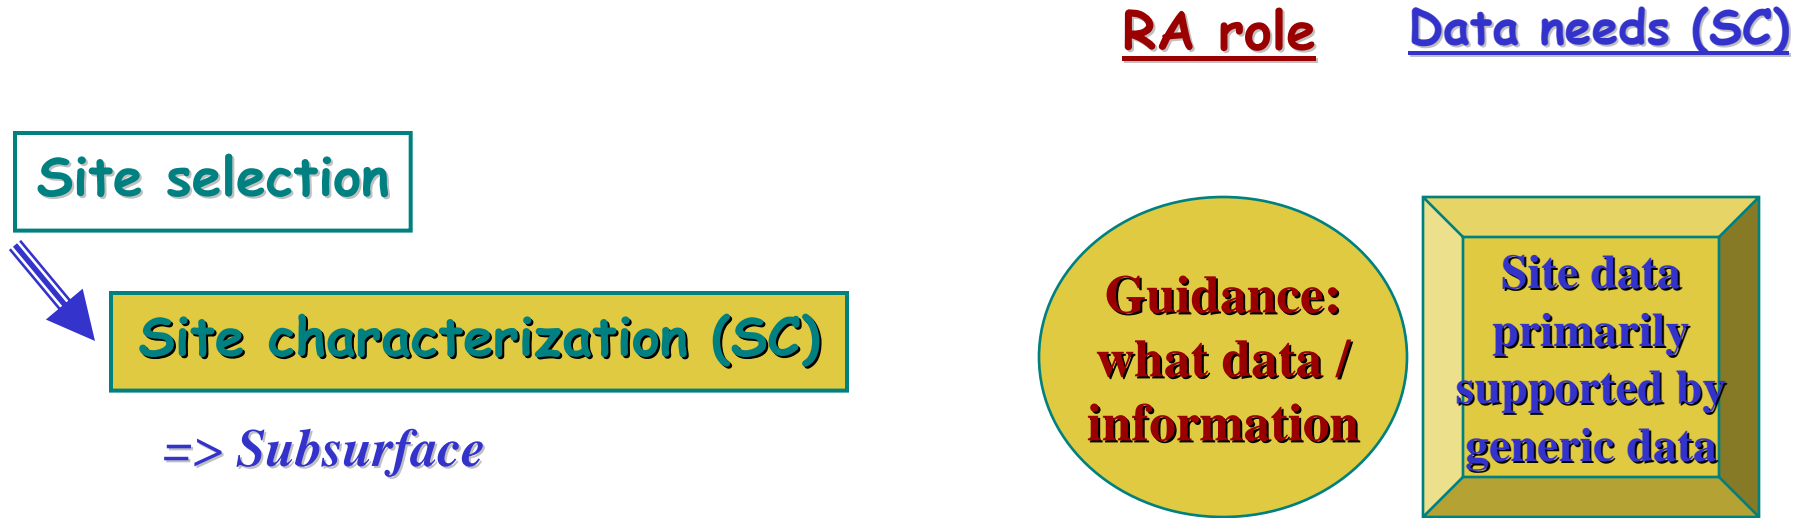 RA role
Data needs (SC)
Site selection
Site characterization (SC)
=> Subsurface
Guidance:
what data /
information
Site data
primarily
supported by
generic data